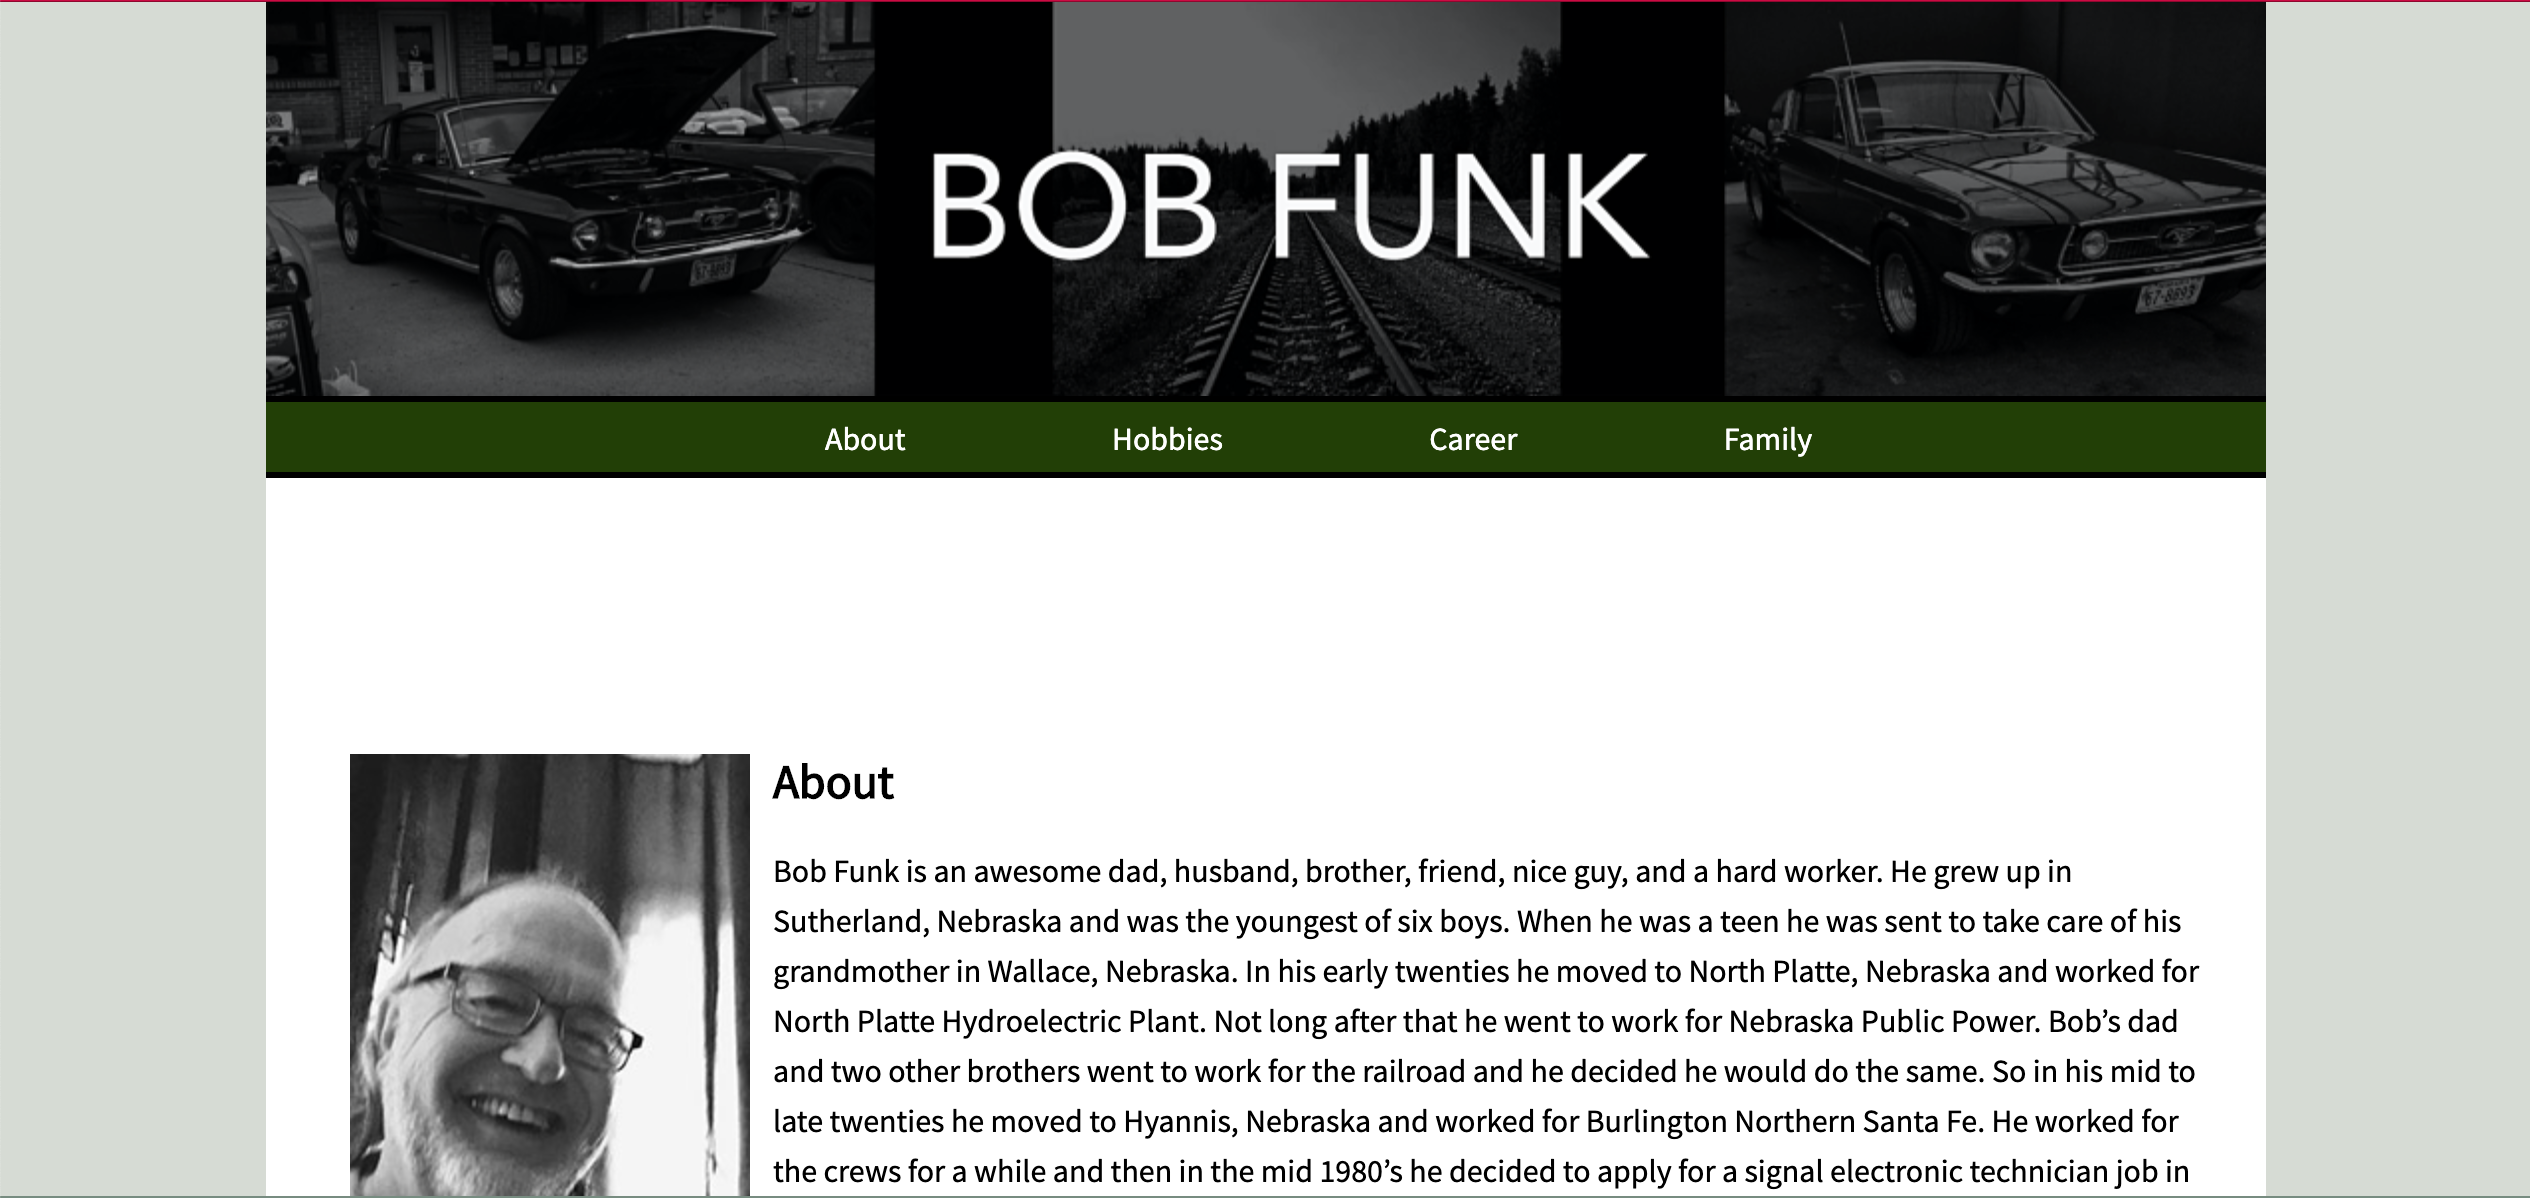 BOB FUNK
About
Hobbies
Career
Family
About
Bob Funk is an awesome dad, husband, brother, friend, nice guy, and a hard worker. He grew up in
Sutherland, Nebraska and was the youngest of six boys. When he was a teen he was sent to take care of his
grandmother in Wallace, Nebraska. In his early twenties he moved to North Platte, Nebraska and worked for
North Platte Hydroelectric Plant. Not long after that he went to work for Nebraska Public Power. Bob’s dad
and two other brothers went to work for the railroad and he decided he would do the same. So in his mid to
late twenties he moved to Hyannis, Nebraska and worked for Burlington Northern Santa Fe. He worked for
the crews for a while and then in the mid 1980’s he decided to apply for a signal electronic technician job in